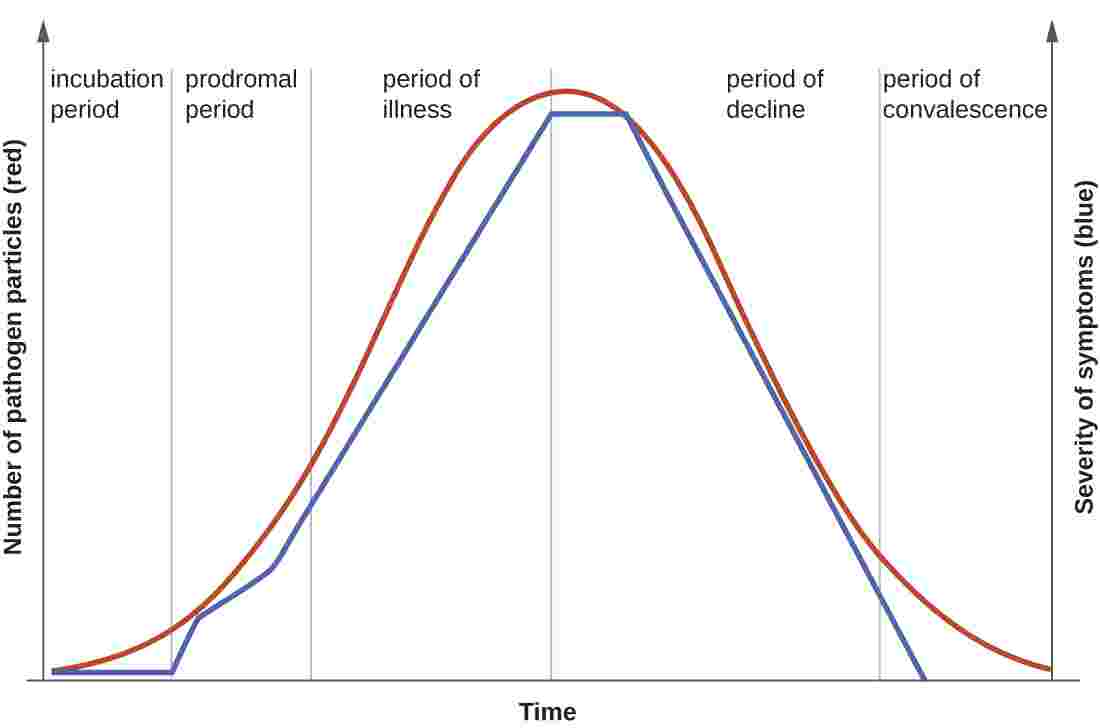 incubation
period
prodromal
period
period of
illness
period of
decline
period of
convalescence
Number of pathogen particles (red)
Severity of symptoms (blue)
Time